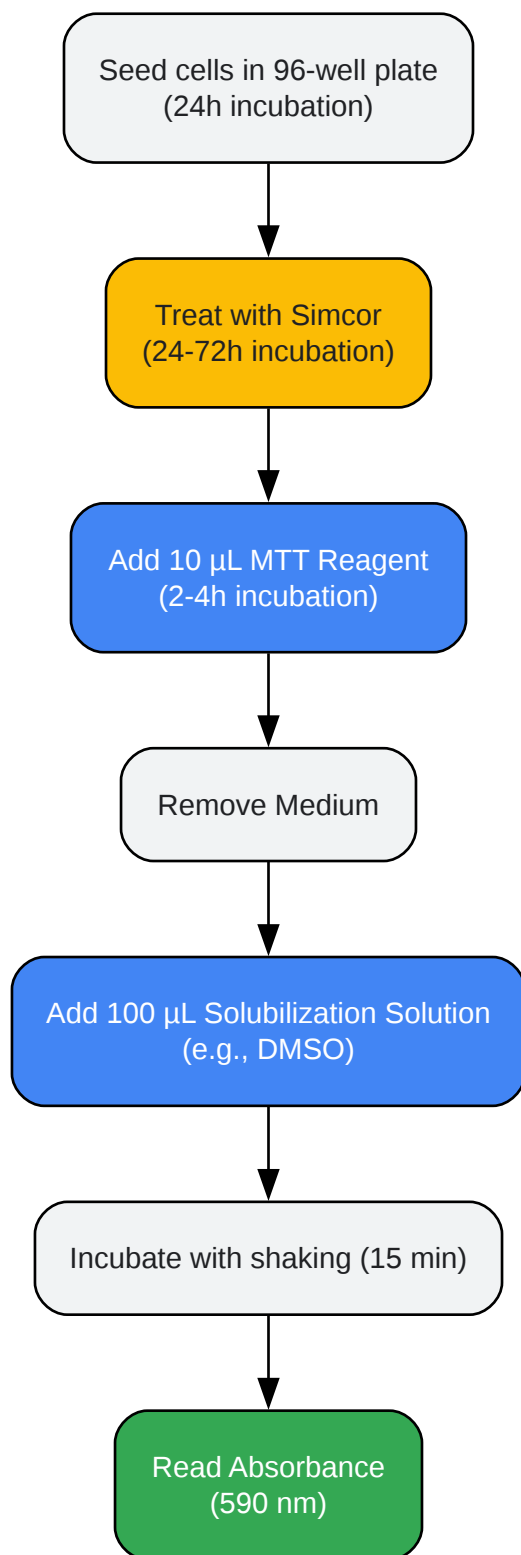 Seed cells in 96-well plate
(24h incubation)
Treat with Simcor
(24-72h incubation)
Add 10 µL MTT Reagent
(2-4h incubation)
Remove Medium
Add 100 µL Solubilization Solution
(e.g., DMSO)
Incubate with shaking (15 min)
Read Absorbance
(590 nm)